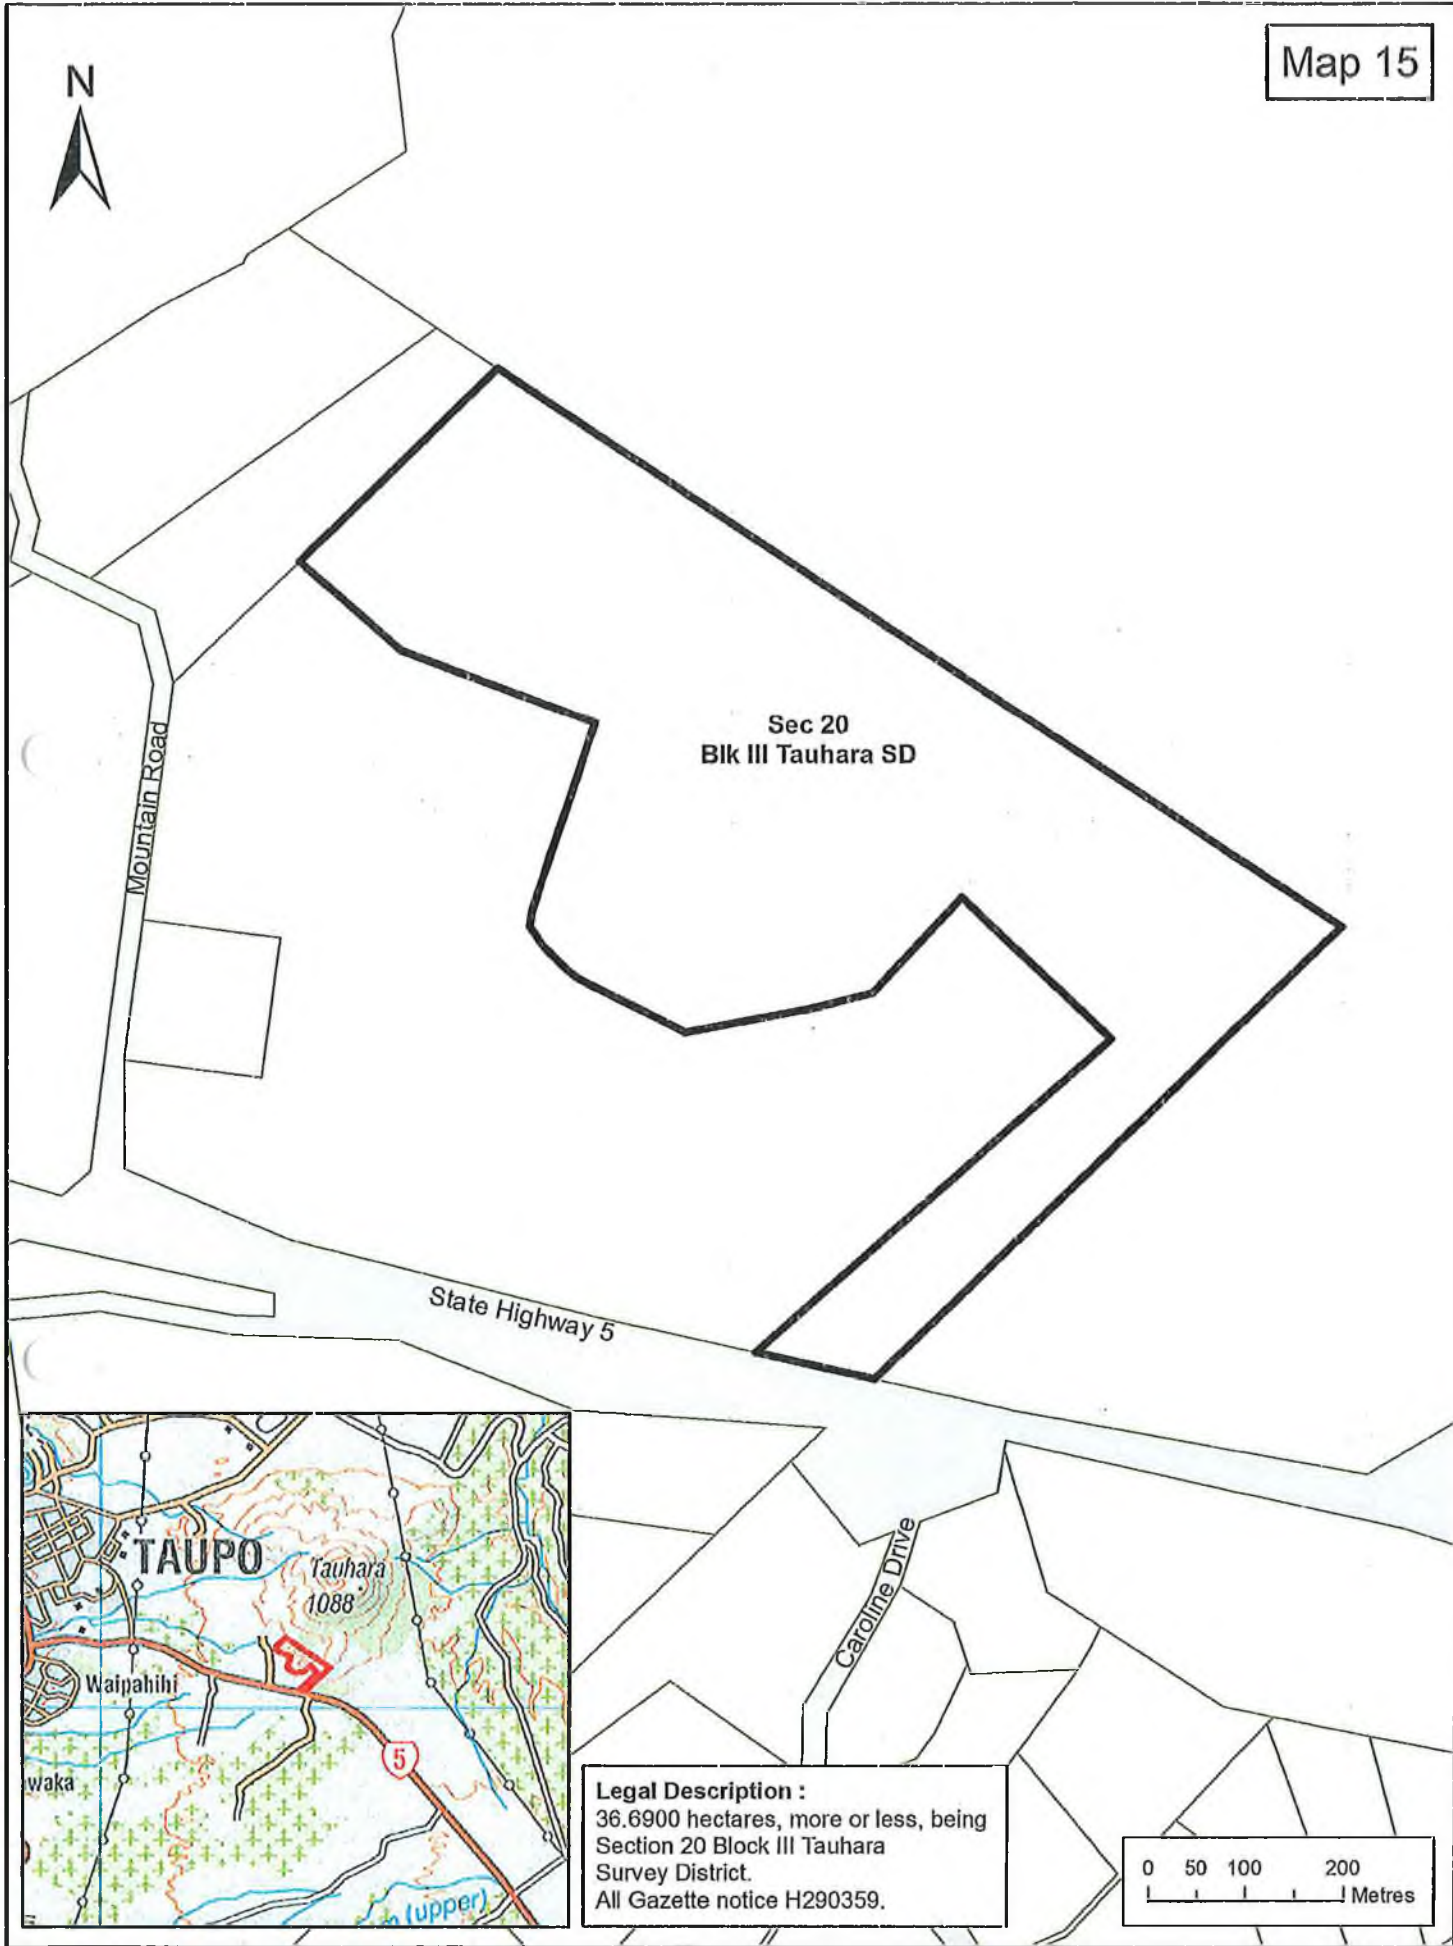 Map 15
N
Sec 20
Blk III Tauhara SD
Mountain Road
State Highway 5
Caroline Drive
TAUPO
Tauhara
1088
Waipahihi
5
waka
(upper)
Legal Description :
36.6900 hectares, more or less, being
Section 20 Block III Tauhara
Survey District.
All Gazette notice H290359.
0 50 100 200
Metres